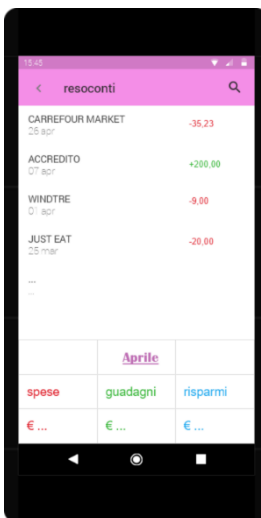 15:45
resoconti
CARREFOUR MARKET
26 apr
-35,23
ACCREDITO
07 apr
+200,00
WINDTRE
01 apr
-9,00
JUST EAT
25 mar
-20,00
...
...
Aprile
spese guadagni risparmi
€ ... € ... € ...